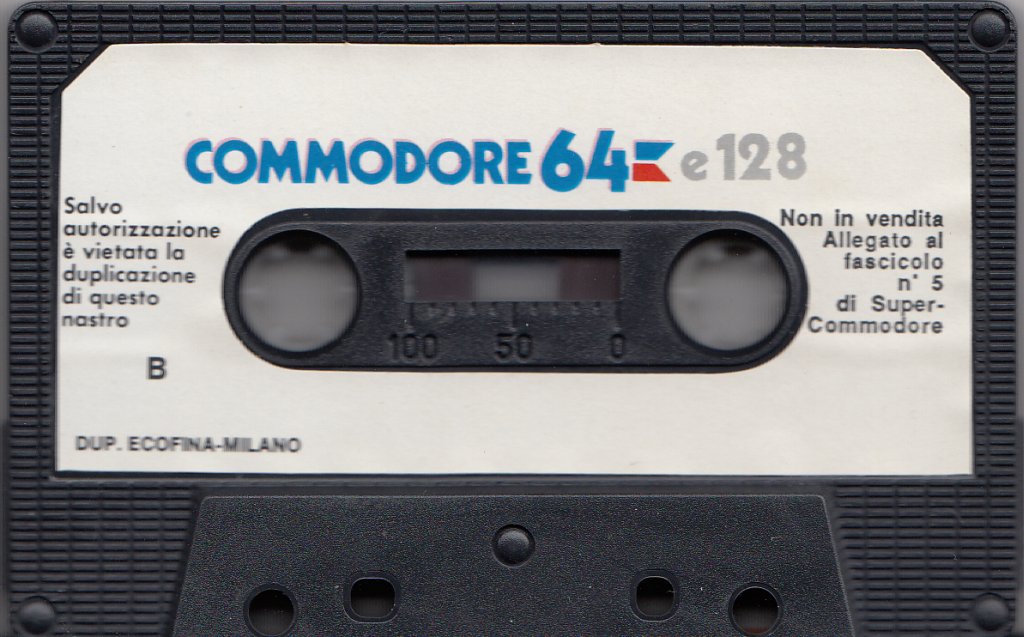 COMMODORE 64 e 128
Salvo
autorizzazione
è vietata la
duplicazione
di questo
nastro
B
Non in vendita
Allegato al
fascicolo
n° 5
di Super-
Commodore
100 50 0
DUP. ECOFINA-MILANO